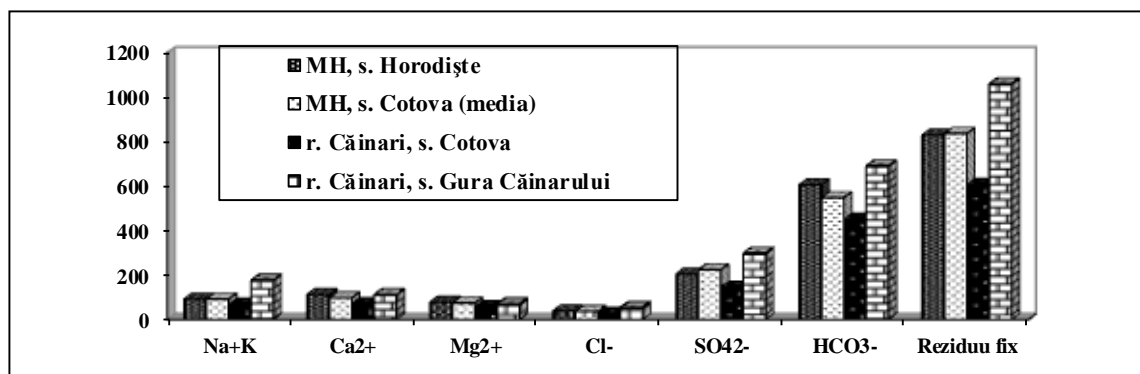 1200
1000
800
600
400
200
0
MH, s. Horodişte
MH, s. Cotova (media)
r. Căinari, s. Cotova
r. Căinari, s. Gura Căinarului
Na+K Ca2+ Mg2+ Cl- SO42- HCO3- Reziduu fix